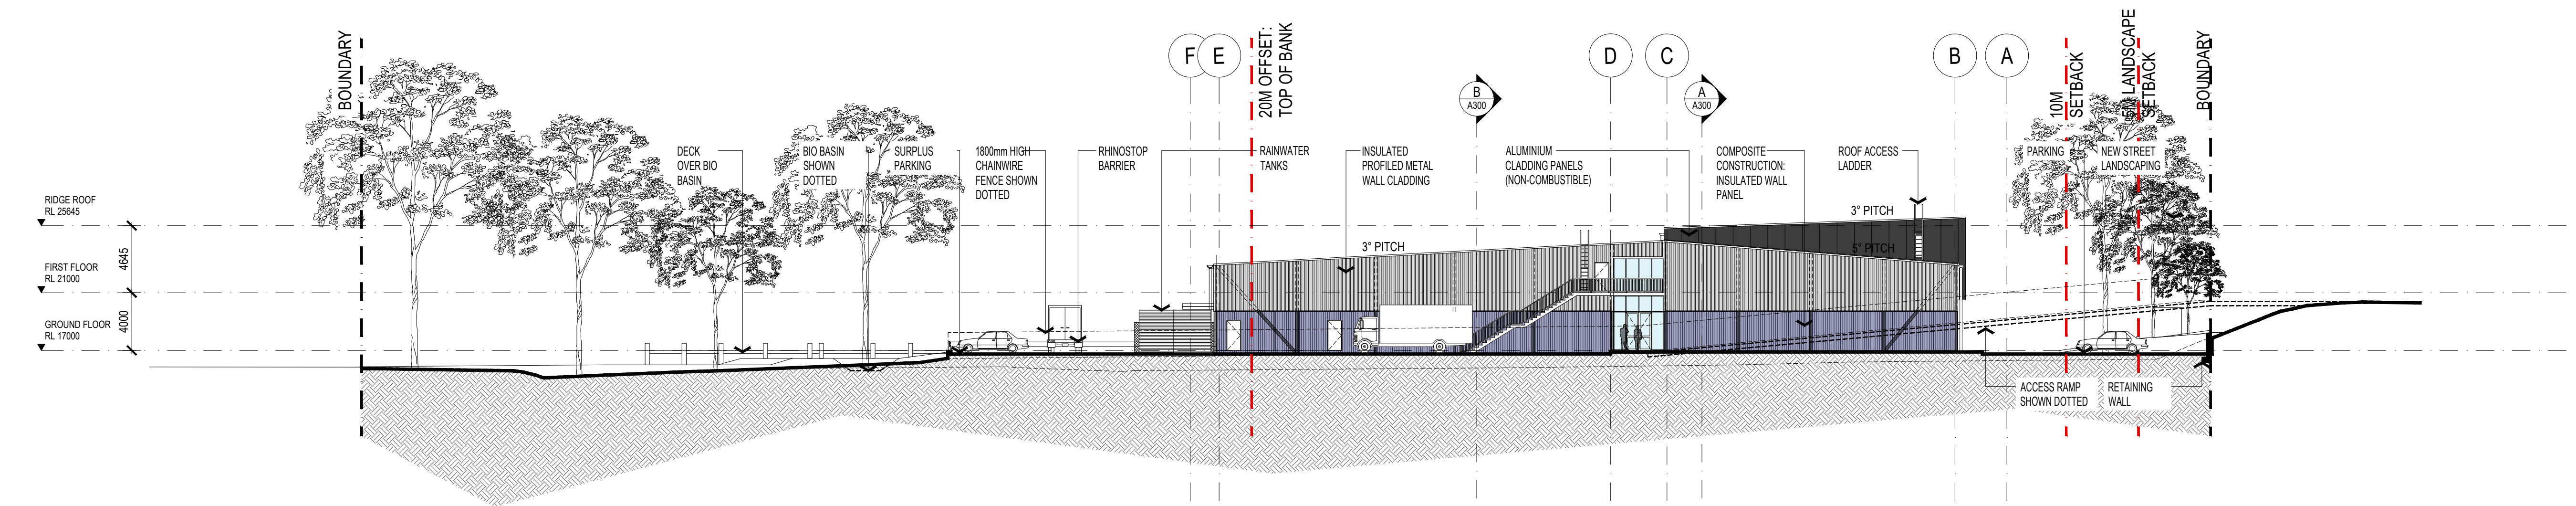 BOUNDARY
F
E
20M OFFSET:
TOP OF BANK
D
C
B
A
10M
SETBACK
5M LANDSCAPE
SETBACK
BOUNDARY
B
A300
A
A300
DECK
OVER BIO
BASIN
BIO BASIN
SHOWN
DOTTED
SURPLUS
PARKING
1800mm HIGH
CHAINWIRE
FENCE SHOWN
DOTTED
RHINOSTOP
BARRIER
RAINWATER
TANKS
INSULATED
PROFILED METAL
WALL CLADDING
ALUMINIUM
CLADDING PANELS
(NON-COMBUSTIBLE)
COMPOSITE
CONSTRUCTION:
INSULATED WALL
PANEL
ROOF ACCESS
LADDER
PARKING
NEW STREET
LANDSCAPING
RIDGE ROOF
RL 25645
4645
FIRST FLOOR
RL 21000
4000
GROUND FLOOR
RL 17000
3° PITCH
3° PITCH
5° PITCH
ACCESS RAMP
SHOWN DOTTED
RETAINING
WALL